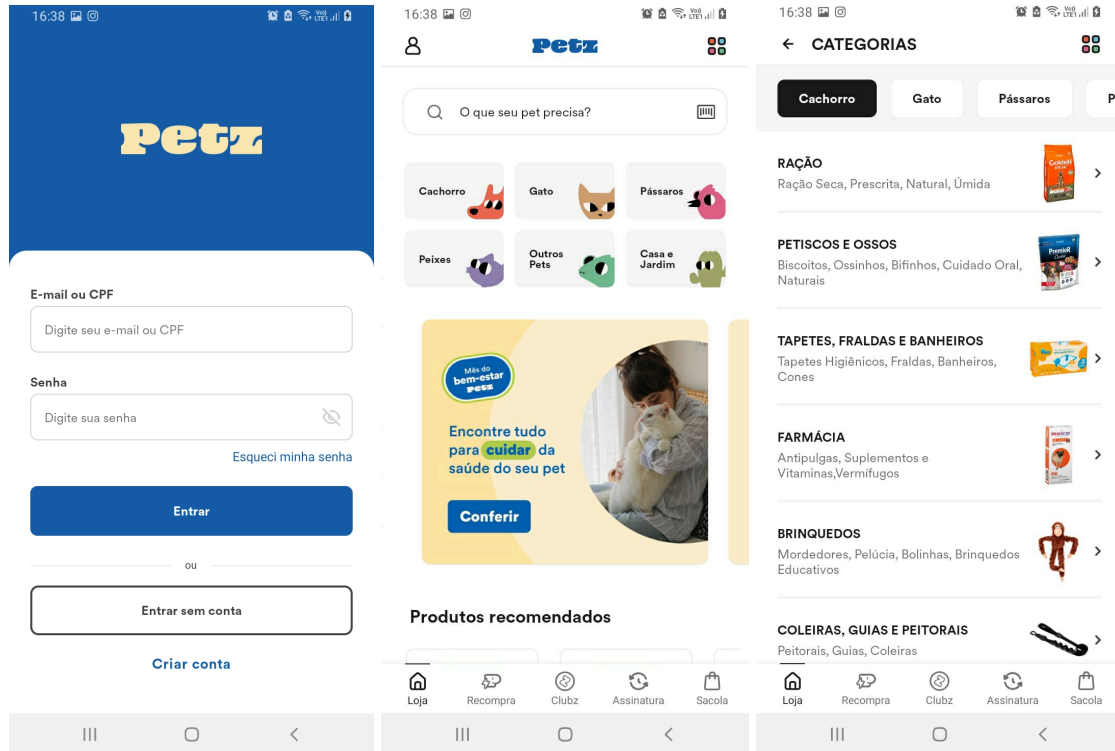 16:38
Petz
E-mail ou CPF
Digite seu e-mail ou CPF
Senha
Digite sua senha
Esqueci minha senha
Entrar
ou
Entrar sem conta
Criar conta
16:38
Petz
O que seu pet precisa?
Cachorro
Gato
Pássaros
Peixes
Outros
Pets
Casa e
Jardim
Mês do
bem-estar
Petz
Encontre tudo
para cuidar da
saúde do seu pet
Conferir
Produtos recomendados
Loja
Recompra
Clubz
Assinatura
Sacola
16:38
CATEGORIAS
Cachorro
Gato
Pássaros
P
RAÇÃO
Ração Seca, Prescrita, Natural, Úmida
PETISCOS E OSSOS
Biscoitos, Ossinhos, Bifinhos, Cuidado Oral,
Naturais
TAPETES, FRALDAS E BANHEIROS
Tapetes Higiênicos, Fraldas, Banheiros,
Cones
FARMÁCIA
Antipulgas, Suplementos e
Vitaminas,Vermífugos
BRINQUEDOS
Mordedores, Pelúcia, Bolinhas, Brinquedos
Educativos
COLEIRAS, GUIAS E PEITORAIS
Peitorais, Guias, Coleiras
Loja
Recompra
Clubz
Assinatura
Sacola